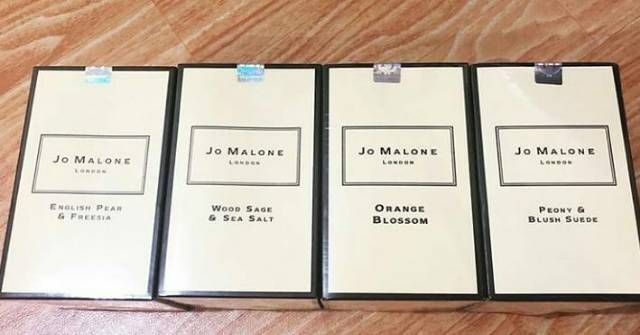 JO MALONE
LONDON
ENGLISH PEAR
& FREESIA
JO MALONE
LONDON
WOOD SAGE
& SEA SALT
JO MALONE
LONDON
ORANGE
BLOSSOM
JO MALONE
LONDON
PEONY &
BLUSH SUEDE